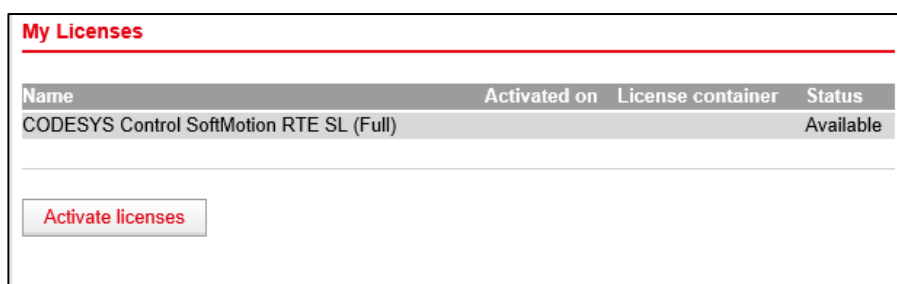 My Licenses
Name Activated on License container Status
CODESYS Control SoftMotion RTE SL (Full) Available
Activate licenses